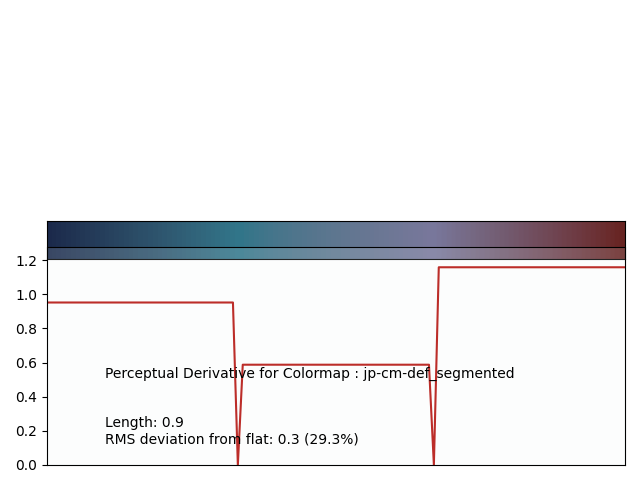 1.2
1.0
0.8
0.6
Perceptual Derivative for Colormap : jp-cm-def_segmented
0.4
Length: 0.9
0.2
RMS deviation from flat: 0.3 (29.3%)
0.0